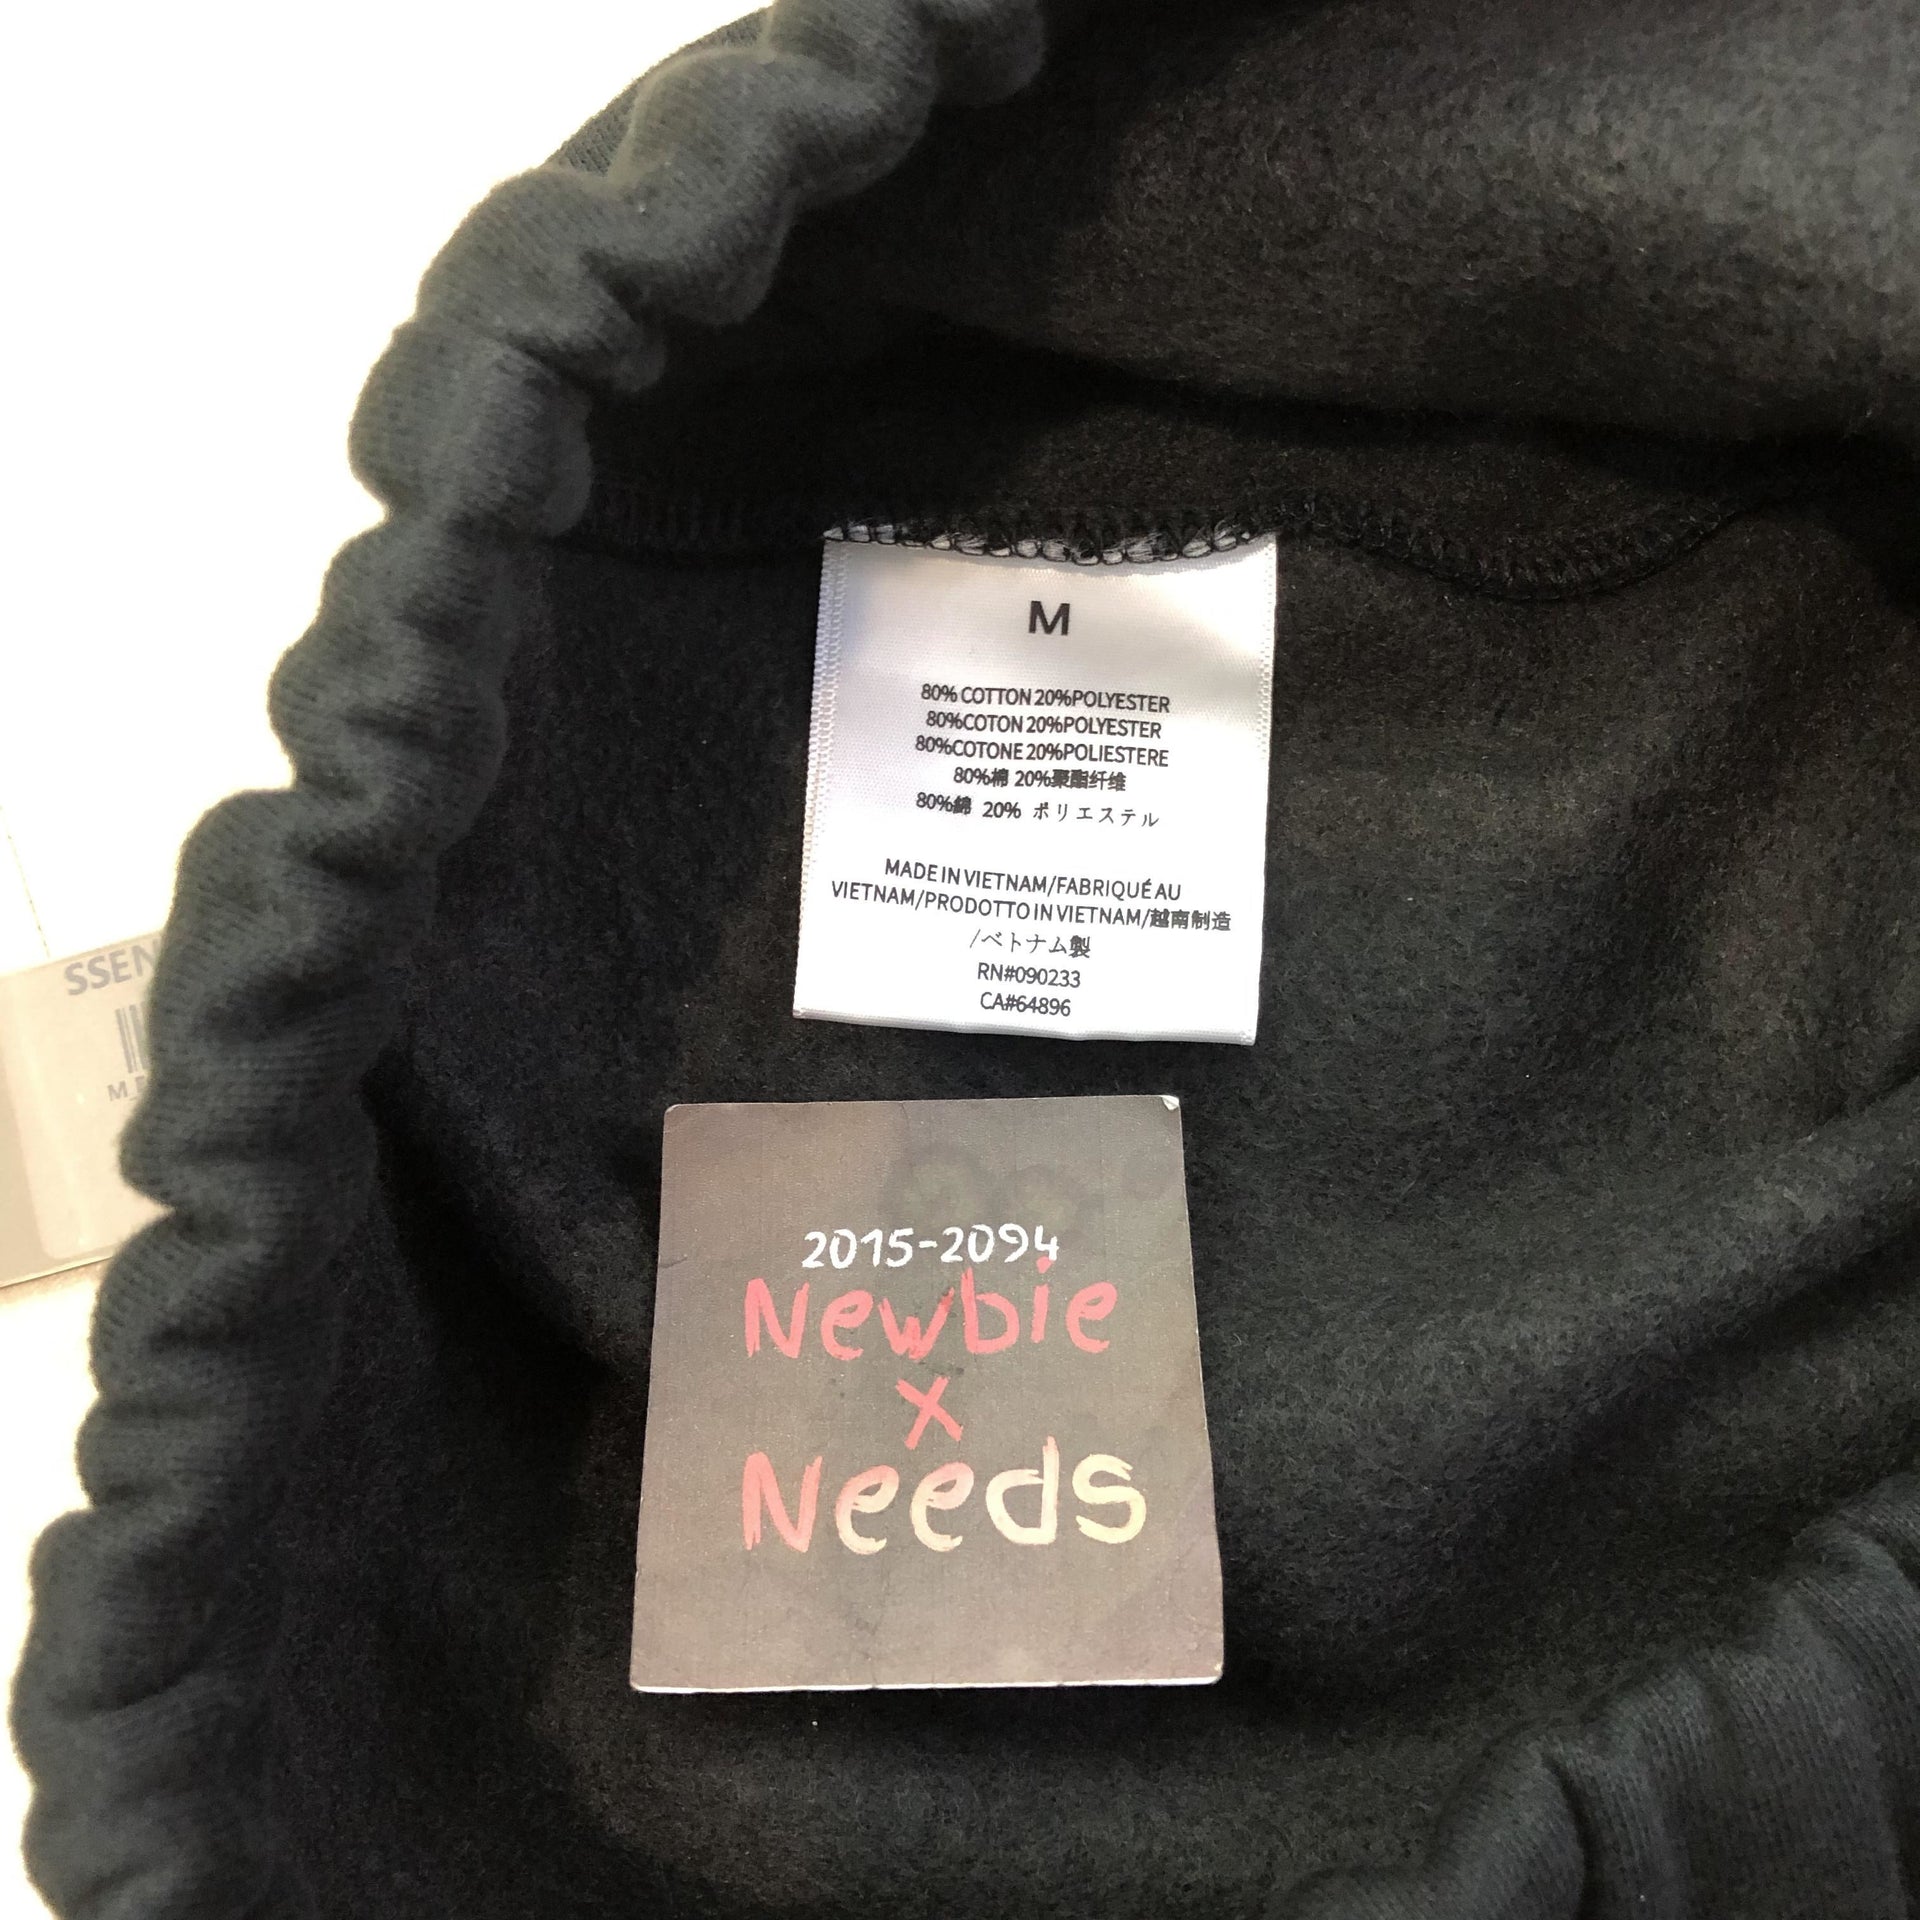 M
80% COTTON 20%POLYESTER
80%COTON 20%POLYESTER
80%COTONE 20%POLIESTERE
80%棉 20%聚酯纤维
80%綿 20% ポリエステル
MADE IN VIETNAM/FABRIQUÉ AU
VIETNAM/PRODOTTO IN VIETNAM/越南制造
/ベトナム製
RN#090233
CA#64896
SSEN
2015-2094
Newbie
x
Needs